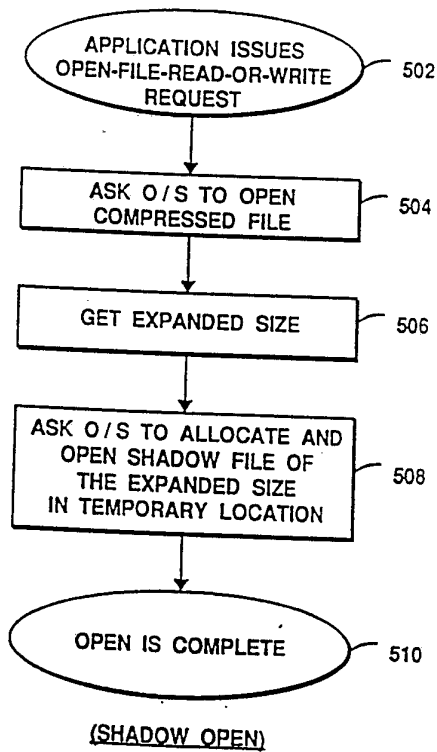 APPLICATION ISSUES
OPEN-FILE-READ-OR-WRITE
REQUEST
502
ASK O/S TO OPEN
COMPRESSED FILE
504
GET EXPANDED SIZE
506
ASK O/S TO ALLOCATE AND
OPEN SHADOW FILE OF
THE EXPANDED SIZE
IN TEMPORARY LOCATION
508
OPEN IS COMPLETE
510
(SHADOW OPEN)